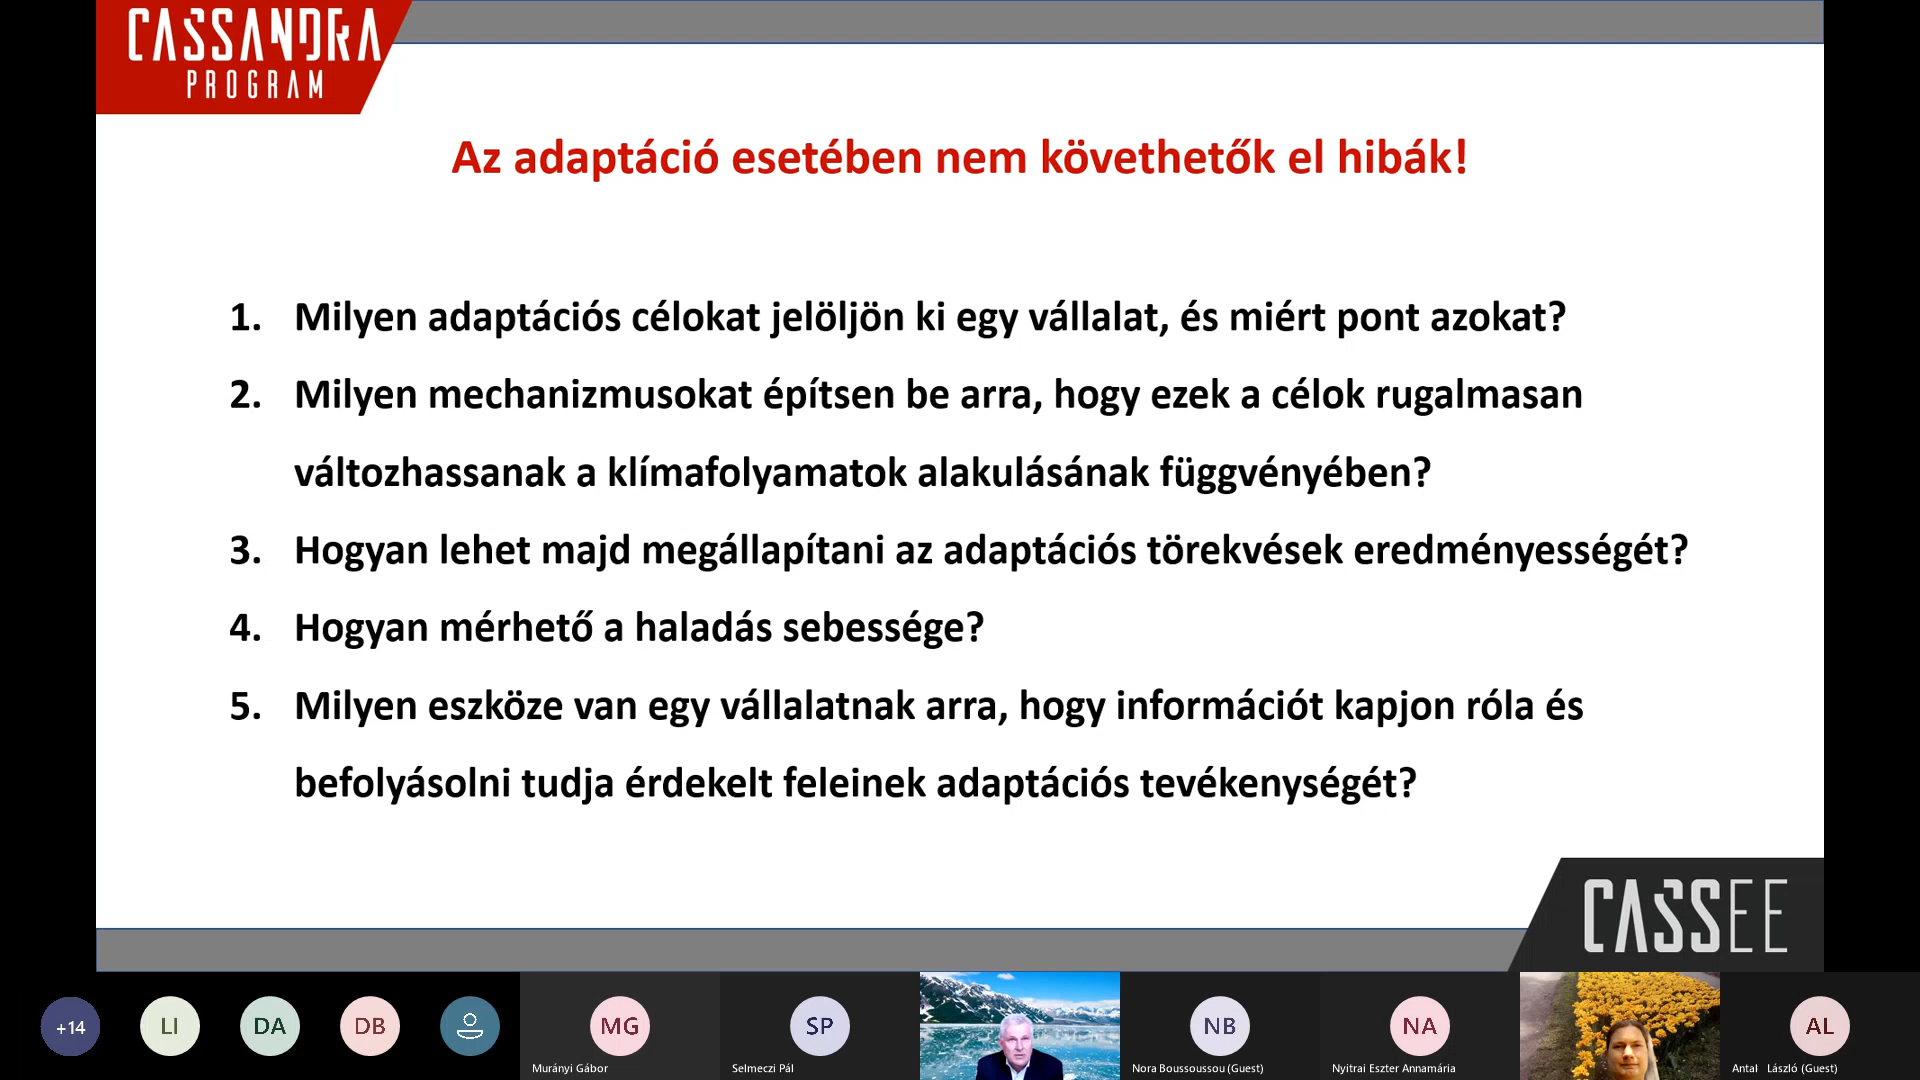 CASSANDRA
PROGRAM
Az adaptáció esetében nem követhetők el hibák!
1. Milyen adaptációs célokat jelöljön ki egy vállalat, és miért pont azokat?
2. Milyen mechanizmusokat építsen be arra, hogy ezek a célok rugalmasan
változhassanak a klímafolyamatok alakulásának függvényében?
3. Hogyan lehet majd megállapítani az adaptációs törekvések eredményességét?
4. Hogyan mérhető a haladás sebessége?
5. Milyen eszköze van egy vállalatnak arra, hogy információt kapjon róla és
befolyásolni tudja érdekelt feleinek adaptációs tevékenységét?
CASSEE
+14 LI DA DB MG SP NB NA AL
Murányi Gábor Selmeczi Pál Nora Boussoussou (Guest) Nyitrai Eszter Annamária Antal László (Guest)